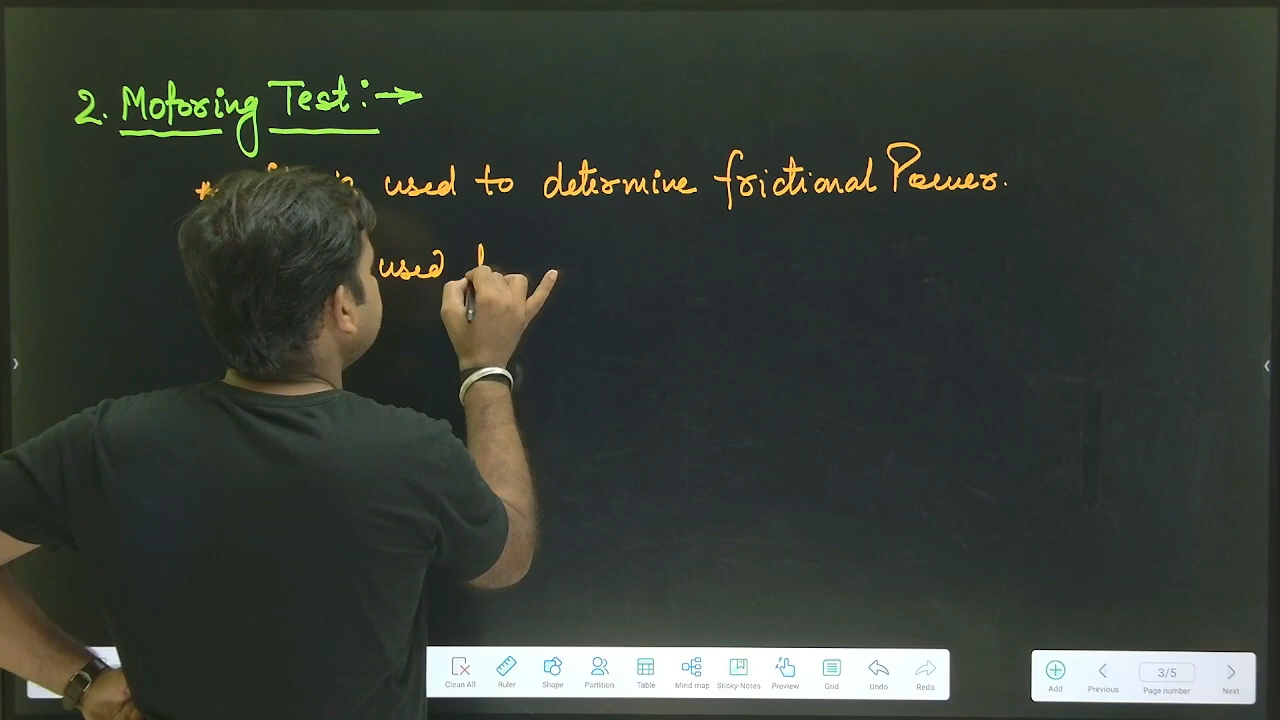 2. Motoring Test:→
* used to determine frictional Power.
used
Clean All Ruler Shape Partition Table Mind map Sticky Notes Preview Grid Undo Redo
Add Previous 3/5 Page number Next